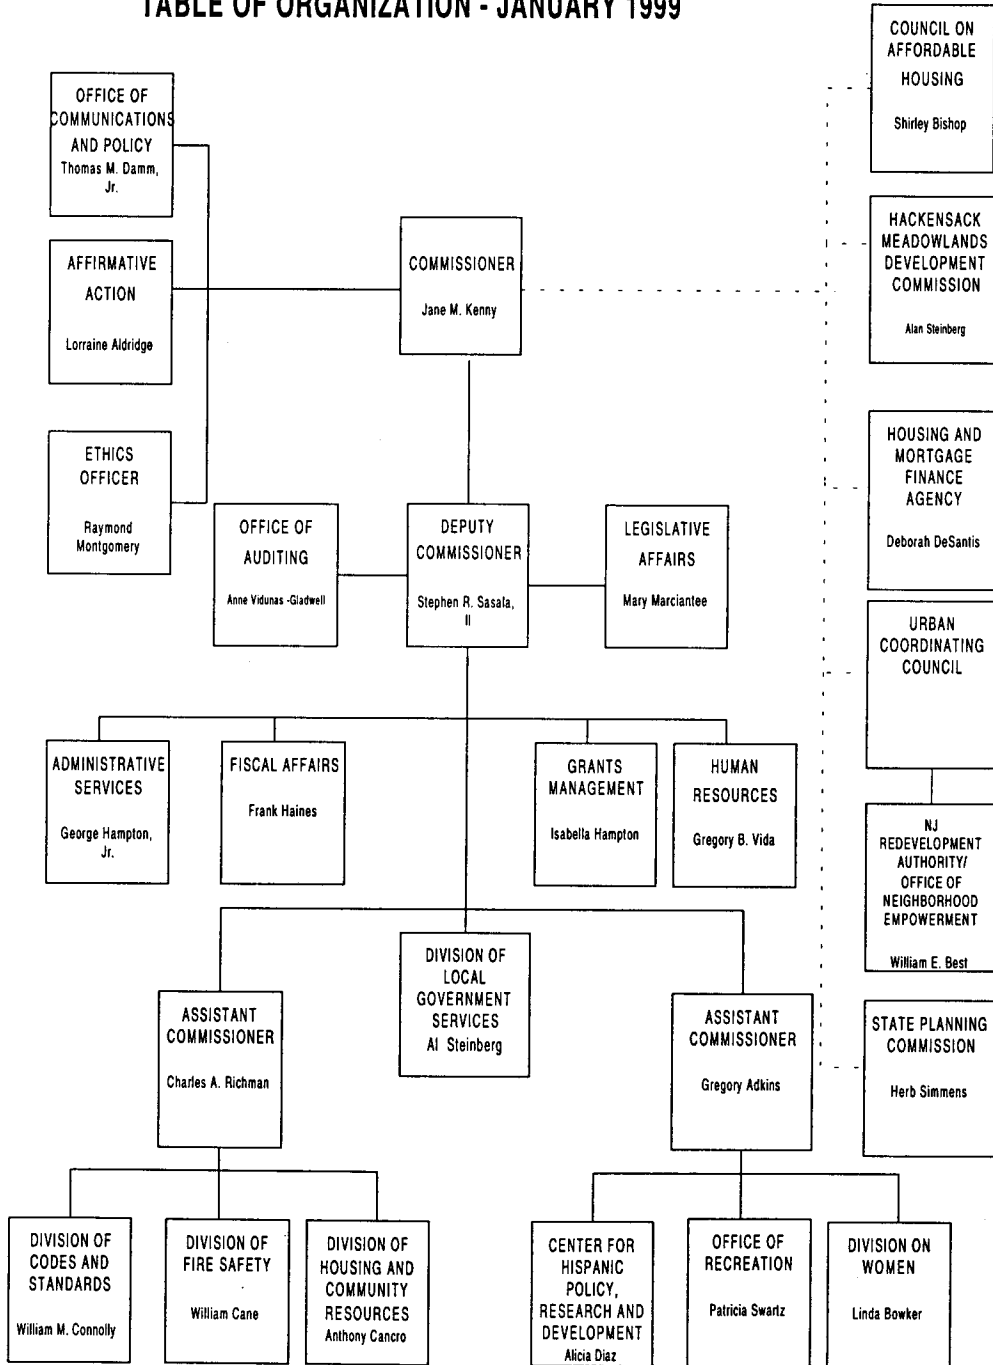 TABLE OF ORGANIZATION - JANUARY 1999
COUNCIL ON
AFFORDABLE
HOUSING
Shirley Bishop
OFFICE OF
COMMUNICATIONS
AND POLICY
Thomas M. Damm,
Jr.
HACKENSACK
MEADOWLANDS
DEVELOPMENT
COMMISSION
Alan Steinberg
AFFIRMATIVE
ACTION
Lorraine Aldridge
COMMISSIONER
Jane M. Kenny
HOUSING AND
MORTGAGE
FINANCE
AGENCY
Deborah DeSantis
ETHICS
OFFICER
Raymond
Montgomery
OFFICE OF
AUDITING
Anne Vidunas -Gladwell
DEPUTY
COMMISSIONER
Stephen R. Sasala,
II
LEGISLATIVE
AFFAIRS
Mary Marciantee
URBAN
COORDINATING
COUNCIL
ADMINISTRATIVE
SERVICES
George Hampton,
Jr.
FISCAL AFFAIRS
Frank Haines
GRANTS
MANAGEMENT
Isabella Hampton
HUMAN
RESOURCES
Gregory B. Vida
NJ
REDEVELOPMENT
AUTHORITY/
OFFICE OF
NEIGHBORHOOD
EMPOWERMENT
William E. Best
DIVISION OF
LOCAL
GOVERNMENT
SERVICES
Al Steinberg
ASSISTANT
COMMISSIONER
Charles A. Richman
ASSISTANT
COMMISSIONER
Gregory Adkins
STATE PLANNING
COMMISSION
Herb Simmens
DIVISION OF
CODES AND
STANDARDS
William M. Connolly
DIVISION OF
FIRE SAFETY
William Cane
DIVISION OF
HOUSING AND
COMMUNITY
RESOURCES
Anthony Cancro
CENTER FOR
HISPANIC
POLICY,
RESEARCH AND
DEVELOPMENT
Alicia Diaz
OFFICE OF
RECREATION
Patricia Swartz
DIVISION ON
WOMEN
Linda Bowker